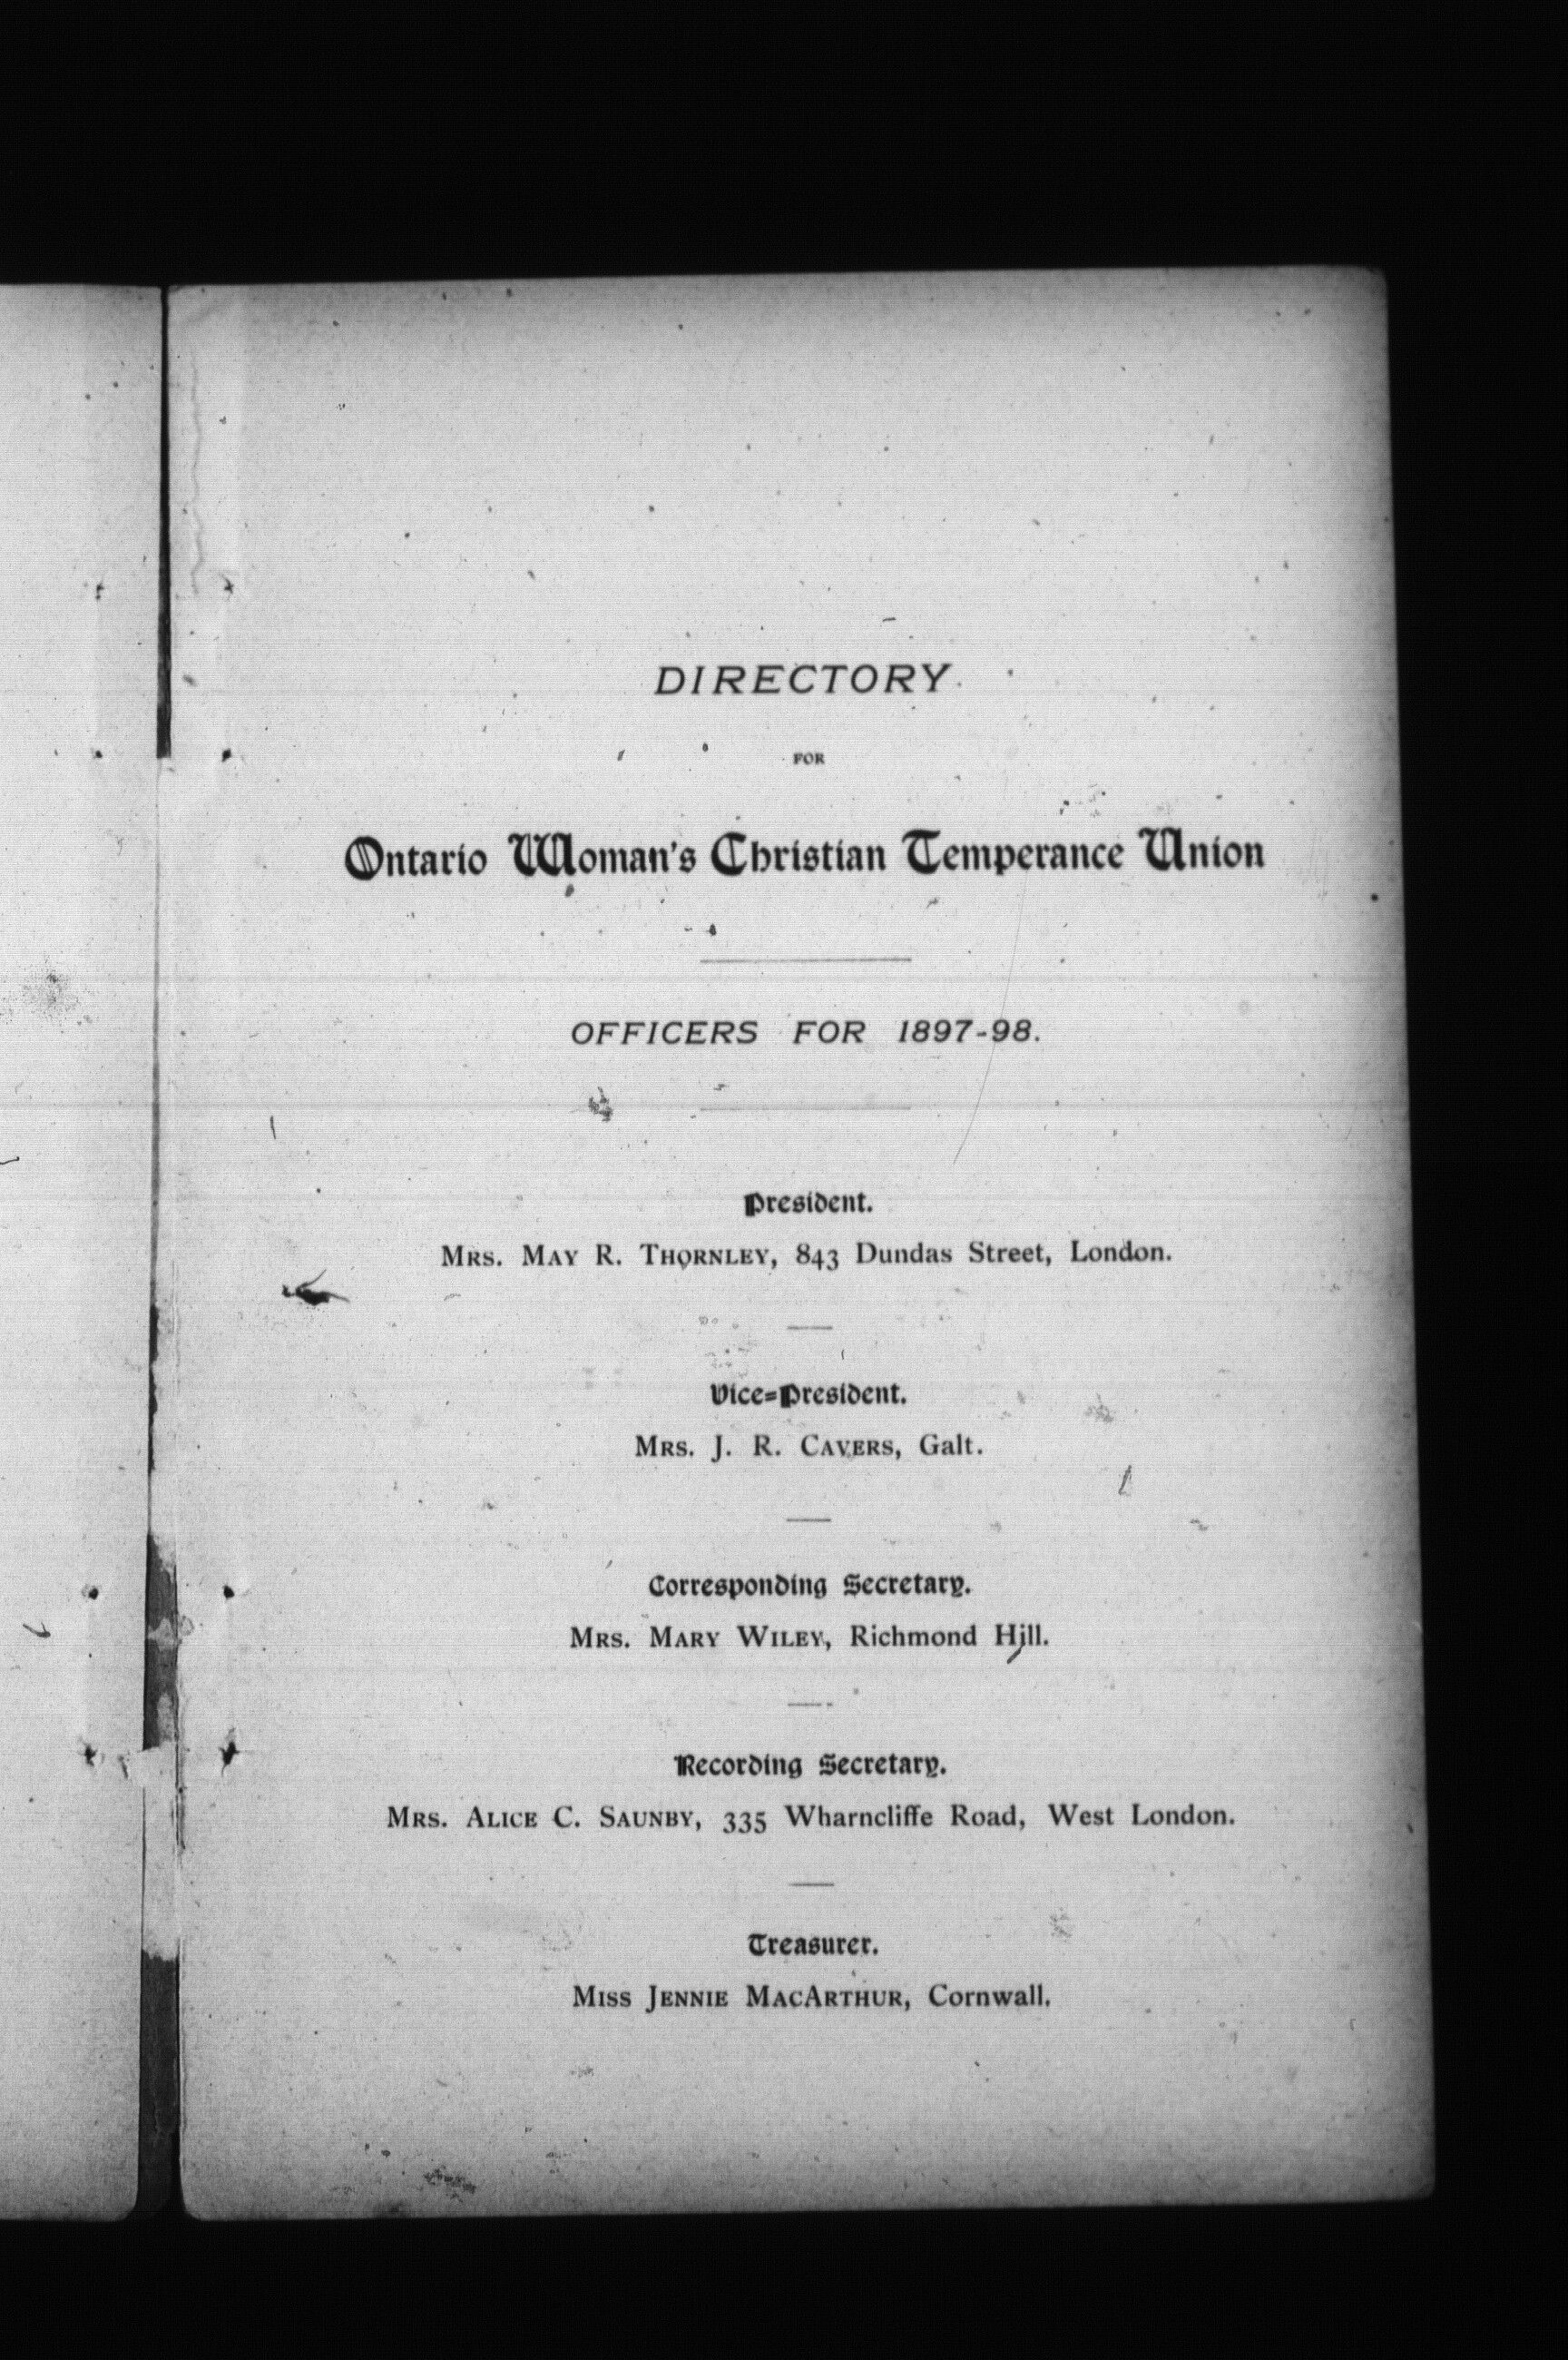 DIRECTORY
FOR
Ontario Woman's Christian Temperance Union
OFFICERS FOR 1897-98.
President.
MRS. MAY R. THORNLEY, 843 Dundas Street, London.
Vice-President.
MRS. J. R. CAVERS, Galt.
Corresponding Secretary.
MRS. MARY WILEY, Richmond Hill.
Recording Secretary.
MRS. ALICE C. SAUNBY, 335 Wharncliffe Road, West London.
Treasurer.
MISS JENNIE MACARTHUR, Cornwall.